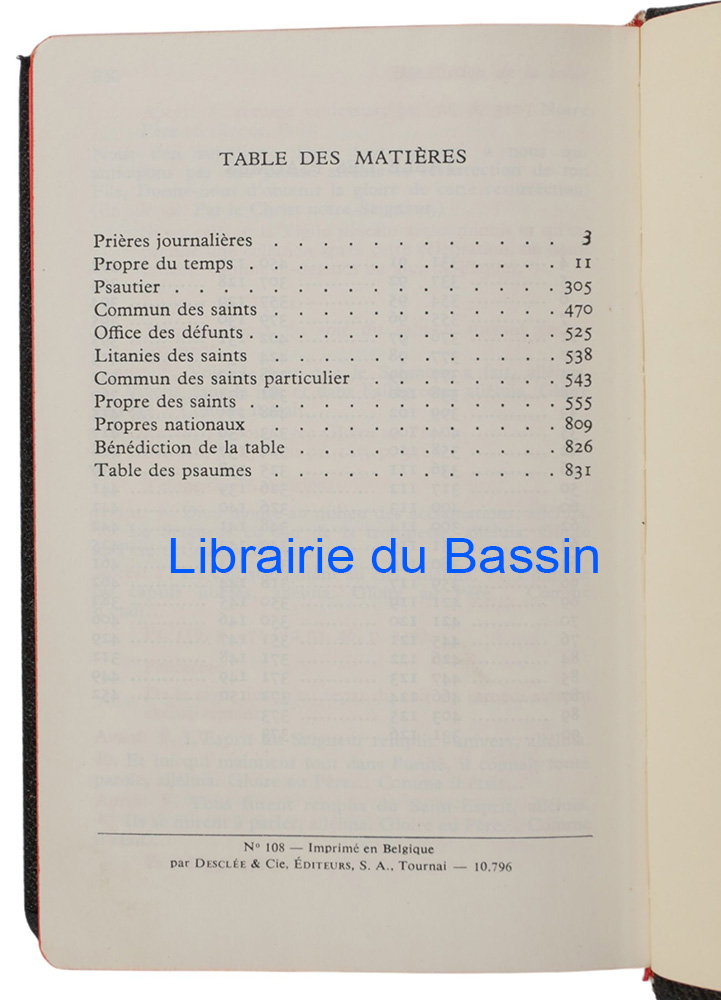 TABLE DES MATIÈRES
Prières journalières . . . . . . . . . . . . 3
Propre du temps . . . . . . . . . . . . . . 11
Psautier . . . . . . . . . . . . . . . . . 305
Commun des saints . . . . . . . . . . . . 470
Office des défunts . . . . . . . . . . . . . 525
Litanies des saints . . . . . . . . . . . . 538
Commun des saints particulier . . . . . . . . 543
Propre des saints . . . . . . . . . . . . . 555
Propres nationaux . . . . . . . . . . . . 809
Bénédiction de la table . . . . . . . . . . . 826
Table des psaumes . . . . . . . . . . . . 831
Librairie du Bassin
Nº 108 — Imprimé en Belgique
par DESCLÉE & Cie, ÉDITEURS, S. A., Tournai — 10.796